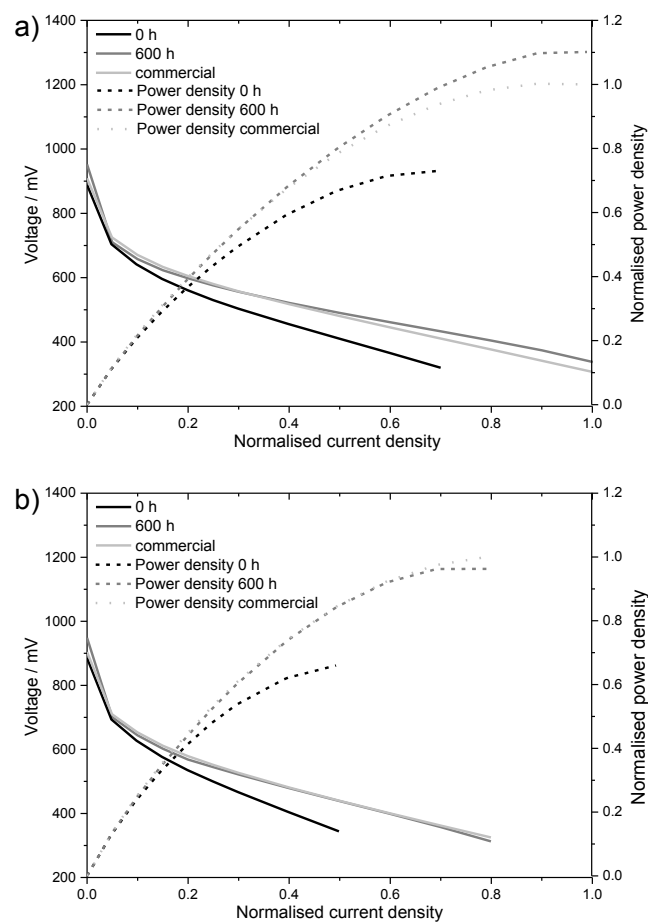 a)
1400
1200
1000
800
600
400
200
Voltage / mV
0 h
600 h
commercial
Power density 0 h
Power density 600 h
Power density commercial
1.2
1.0
0.8
0.6
0.4
0.2
0.0
Normalised power density
0.0 0.2 0.4 0.6 0.8 1.0
Normalised current density
b)
1400
1200
1000
800
600
400
200
Voltage / mV
0 h
600 h
commercial
Power density 0 h
Power density 600 h
Power density commercial
1.2
1.0
0.8
0.6
0.4
0.2
0.0
Normalised power density
0.0 0.2 0.4 0.6 0.8 1.0
Normalised current density